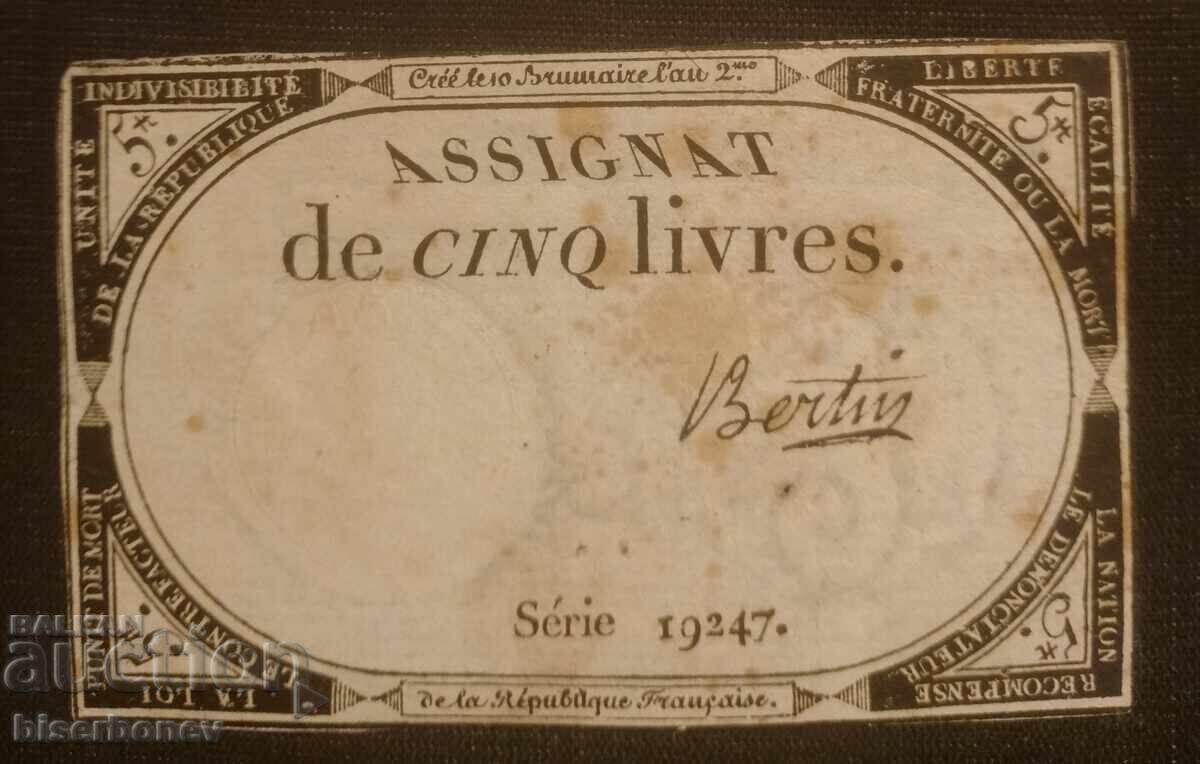 Créé le 10 Brumaire l'an 2.me
UNITÉ INDIVISIBILITÉ
DE LA RÉPUBLIQUE
LIBERTÉ ÉGALITÉ
FRATERNITÉ OU LA MORT
5₶.
5₶.
ASSIGNAT
de CINQ livres.
Bertin
Série 19247.
LA LOI PUNIT DE MORT
LE CONTREFACTEUR
LA NATION RÉCOMPENSE
LE DÉNONCIATEUR
5₶.
5₶.
de la République Française.
BALKAN
auction
biserbonev